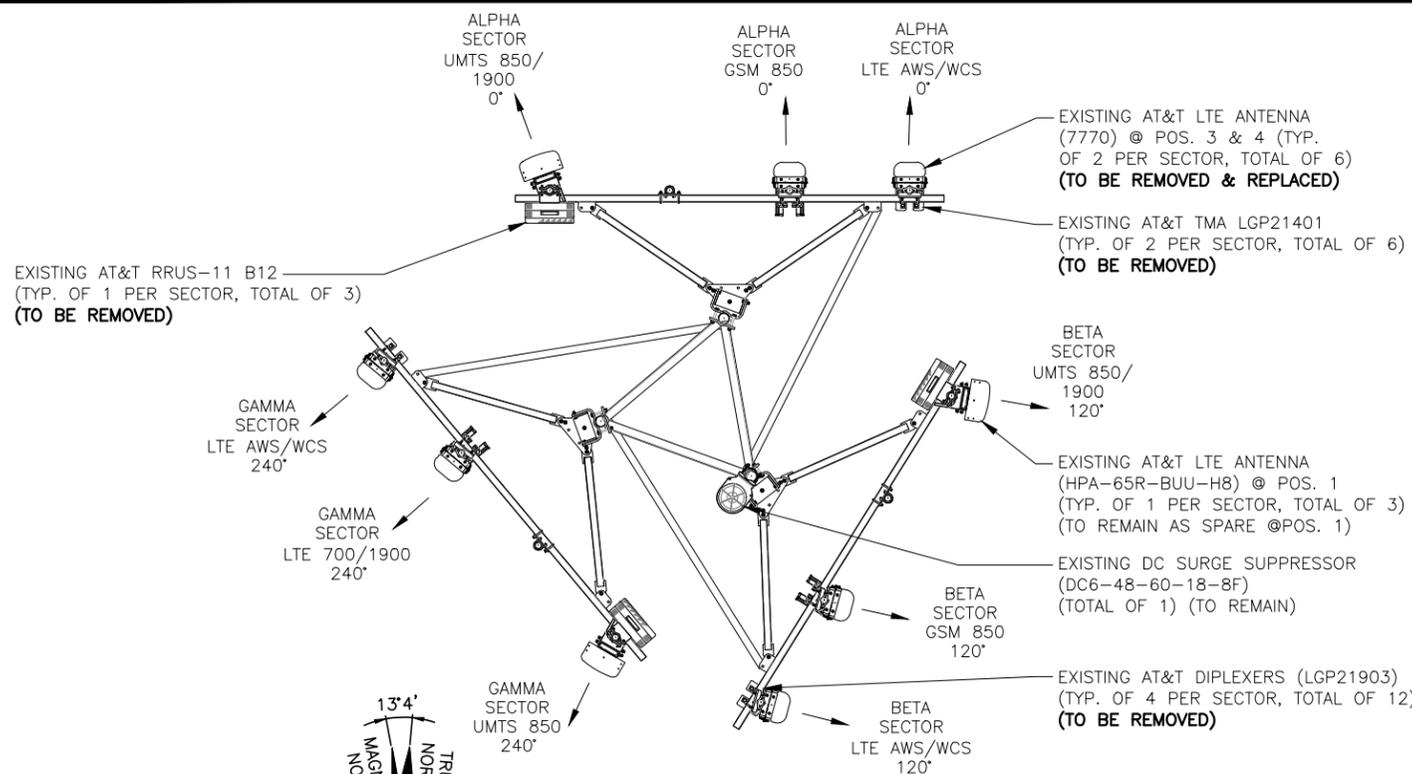 ALPHA
SECTOR
UMTS 850/
1900
0°
ALPHA
SECTOR
GSM 850
0°
ALPHA
SECTOR
LTE AWS/WCS
0°
EXISTING AT&T LTE ANTENNA
(7770) @ POS. 3 & 4 (TYP.
OF 2 PER SECTOR, TOTAL OF 6)
(TO BE REMOVED & REPLACED)
EXISTING AT&T TMA LGP21401
(TYP. OF 2 PER SECTOR, TOTAL OF 6)
(TO BE REMOVED)
EXISTING AT&T RRUS-11 B12
(TYP. OF 1 PER SECTOR, TOTAL OF 3)
(TO BE REMOVED)
BETA
SECTOR
UMTS 850/
1900
120°
GAMMA
SECTOR
LTE AWS/WCS
240°
EXISTING AT&T LTE ANTENNA
(HPA-65R-BUU-H8) @ POS. 1
(TYP. OF 1 PER SECTOR, TOTAL OF 3)
(TO REMAIN AS SPARE @POS. 1)
GAMMA
SECTOR
LTE 700/1900
240°
EXISTING DC SURGE SUPPRESSOR
(DC6-48-60-18-8F)
(TOTAL OF 1) (TO REMAIN)
BETA
SECTOR
GSM 850
120°
EXISTING AT&T DIPLEXERS (LGP21903)
(TYP. OF 4 PER SECTOR, TOTAL OF 12)
(TO BE REMOVED)
GAMMA
SECTOR
UMTS 850
240°
BETA
SECTOR
LTE AWS/WCS
120°
13°4'